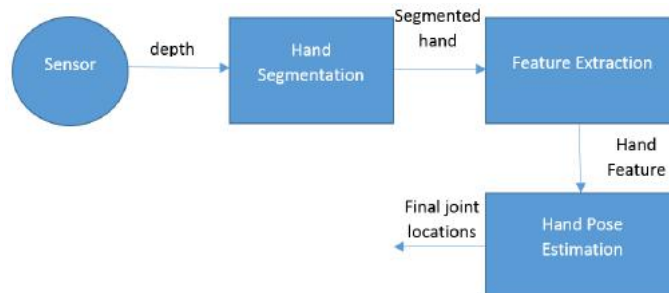 Sensor
depth
Hand
Segmentation
Segmented
hand
Feature Extraction
Hand
Feature
Hand Pose
Estimation
Final joint
locations